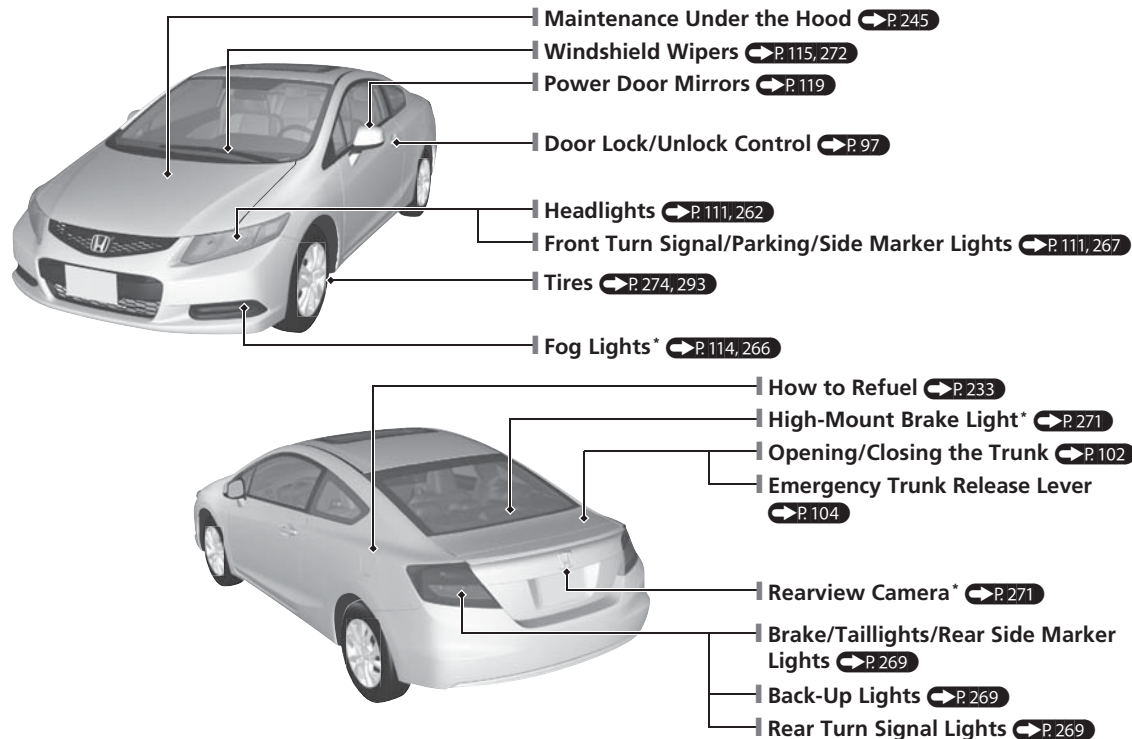 Maintenance Under the Hood P. 245
Windshield Wipers P. 115, 272
Power Door Mirrors P. 119
Door Lock/Unlock Control P. 97
Headlights P. 111, 262
Front Turn Signal/Parking/Side Marker Lights P. 111, 267
Tires P. 274, 293
Fog Lights* P. 114, 266
How to Refuel P. 233
High-Mount Brake Light* P. 271
Opening/Closing the Trunk P. 102
Emergency Trunk Release Lever
P. 104
Rearview Camera* P. 271
Brake/Taillights/Rear Side Marker
Lights P. 269
Back-Up Lights P. 269
Rear Turn Signal Lights P. 269